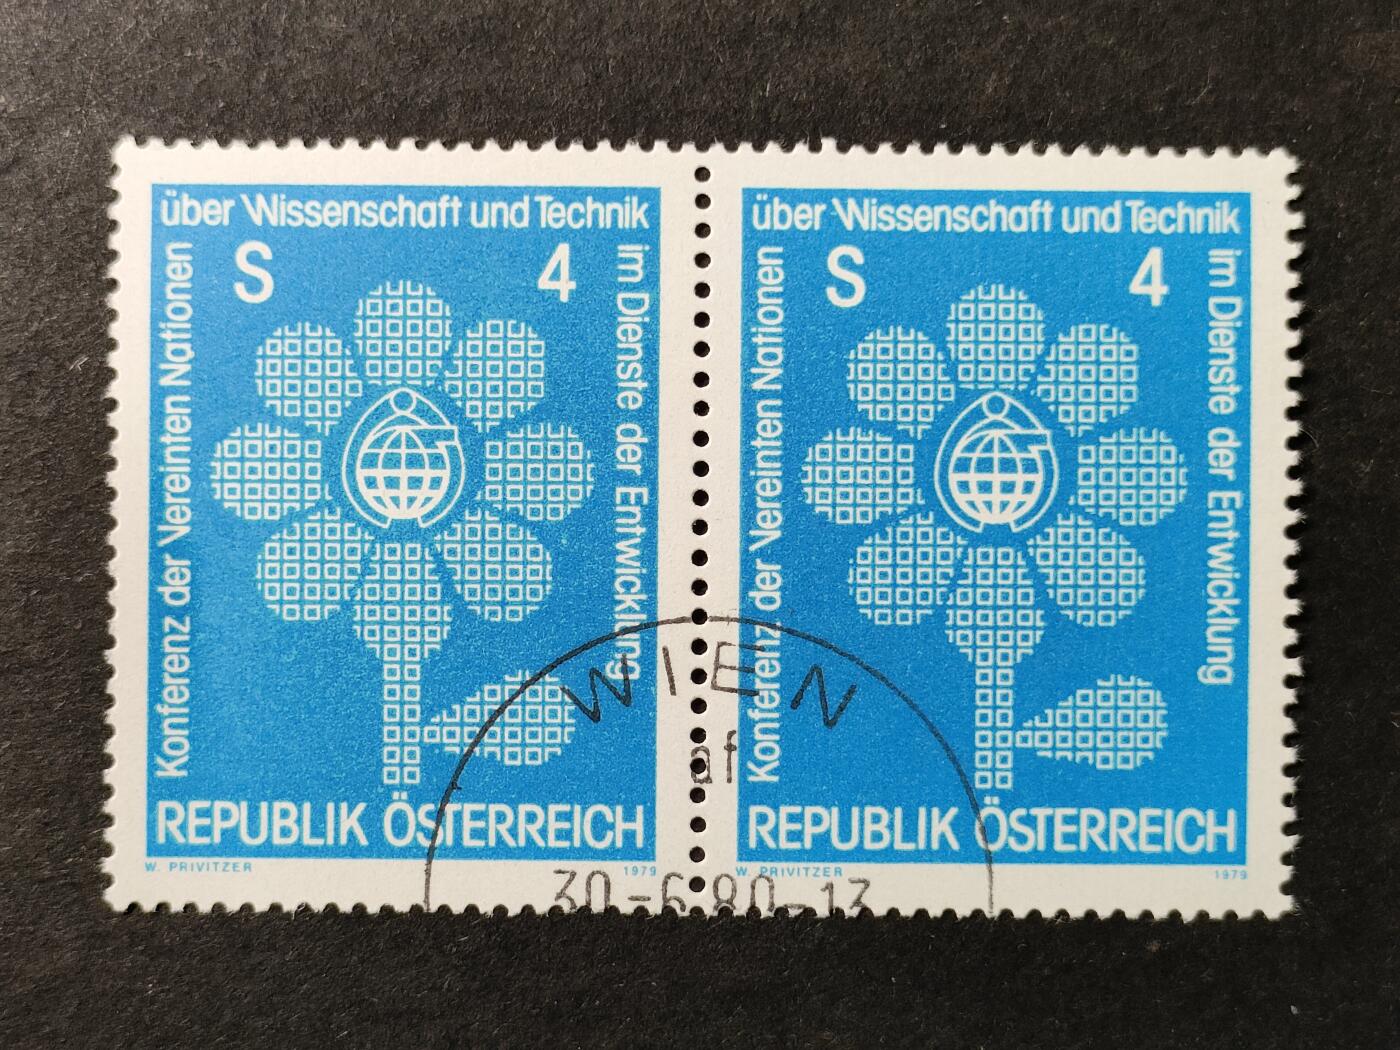 Konferenz der Vereinten Nationen
über Wissenschaft und Technik
im Dienste der Entwicklung
S 4
REPUBLIK ÖSTERREICH
W. PRIVITZER 1979
Konferenz der Vereinten Nationen
über Wissenschaft und Technik
im Dienste der Entwicklung
S 4
REPUBLIK ÖSTERREICH
W. PRIVITZER 1979
WIEN
af
30-6.80-13